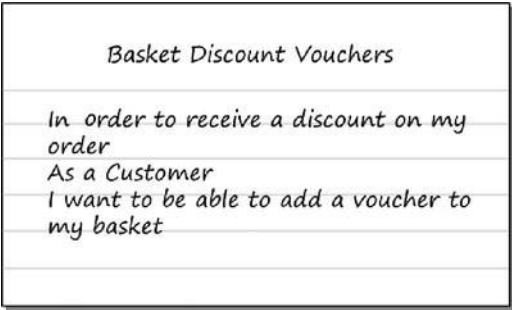 Basket Discount Vouchers
In order to receive a discount on my
order
As a Customer
I want to be able to add a voucher to
my basket